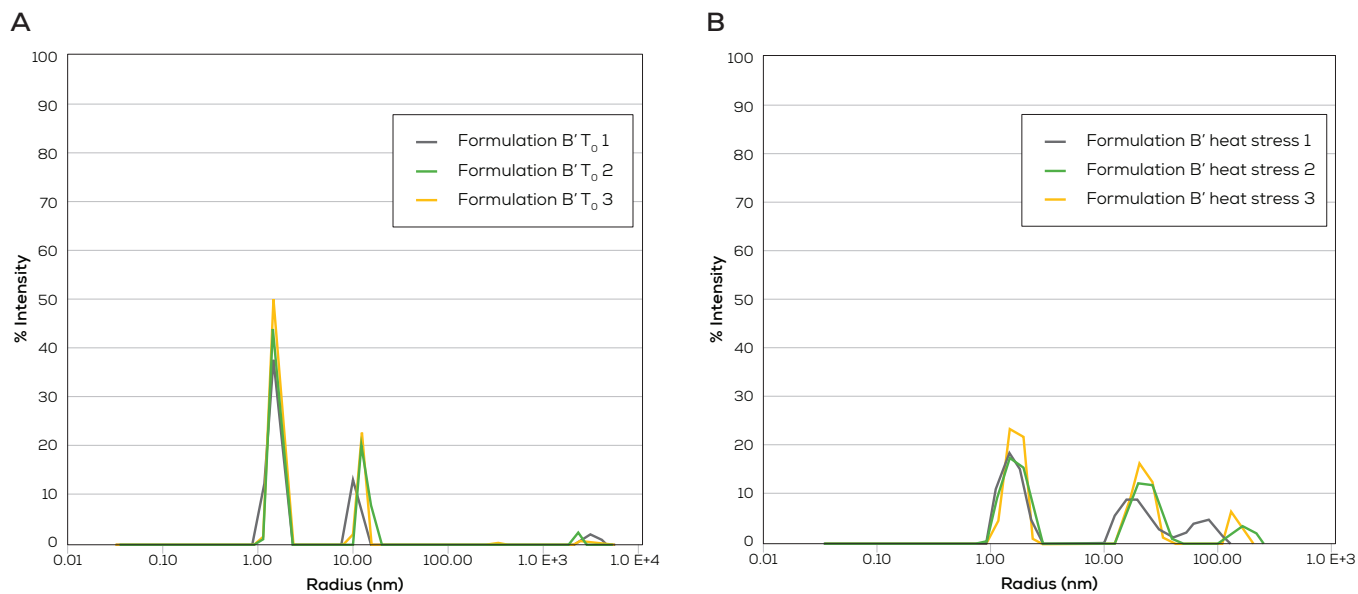 A
% Intensity
100
90
80
70
60
50
40
30
20
10
0
Formulation B' T₀ 1
Formulation B' T₀ 2
Formulation B' T₀ 3
0.01 0.10 1.00 10.00 100.00 1.0 E+3 1.0 E+4
Radius (nm)
B
% Intensity
100
90
80
70
60
50
40
30
20
10
0
Formulation B' heat stress 1
Formulation B' heat stress 2
Formulation B' heat stress 3
0.01 0.10 1.00 10.00 100.00 1.0 E+3
Radius (nm)